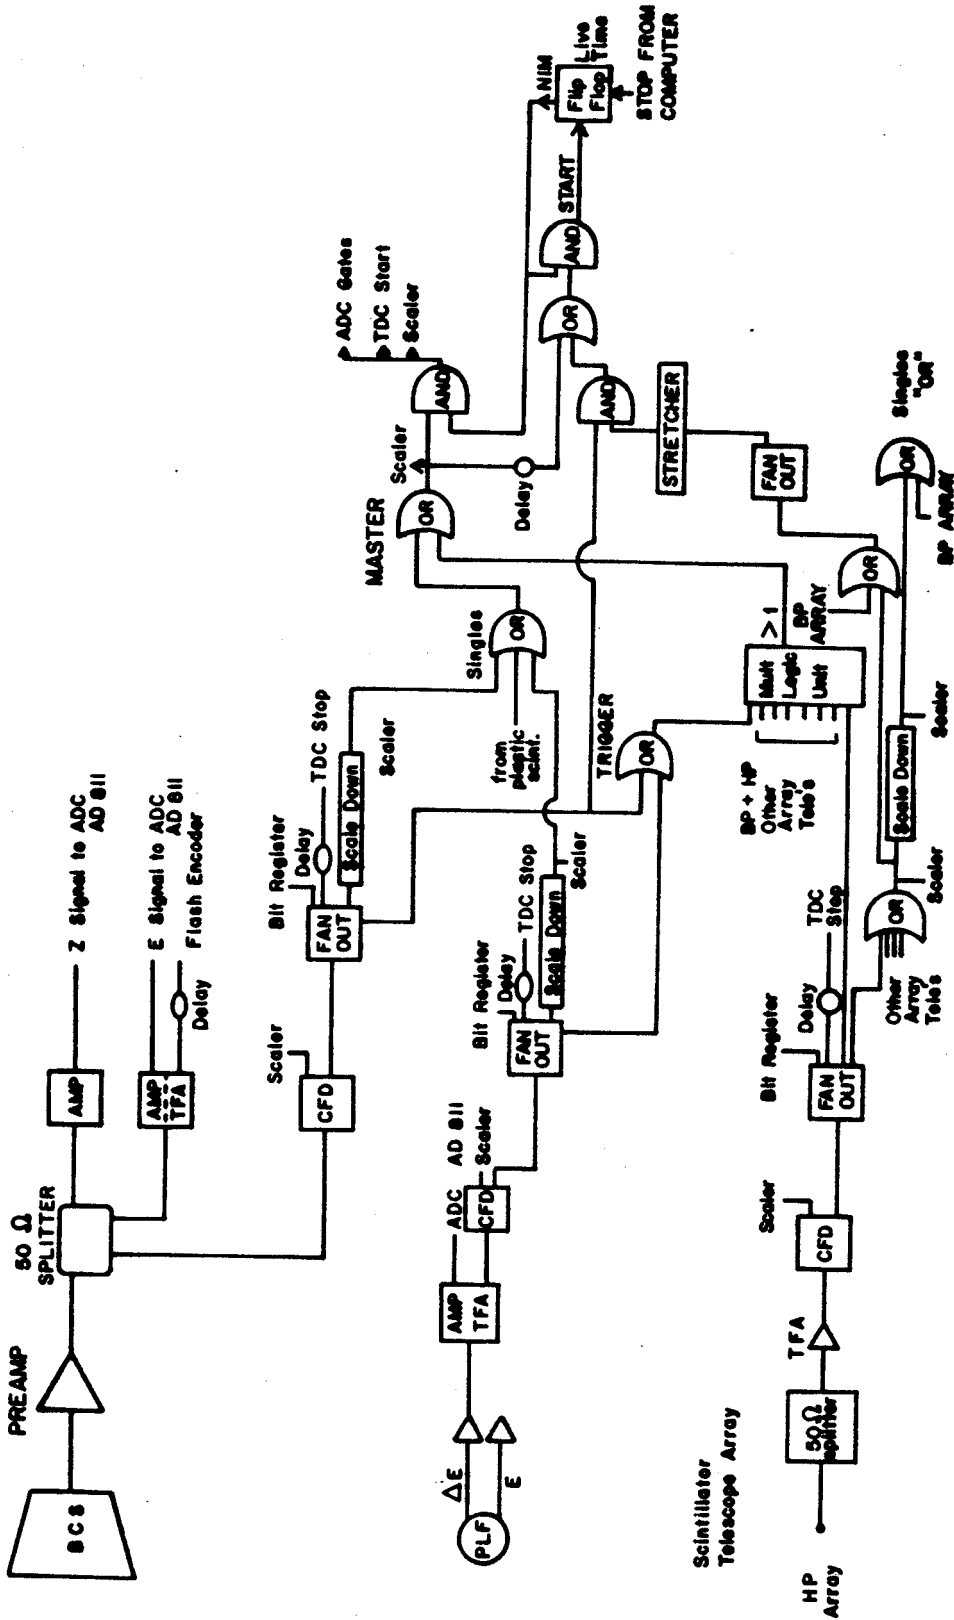 BCS
PREAMP
50 Ω
SPLITTER
AMP
Z Signal to ADC
AD 811
AMP
TFA
E Signal to ADC
AD 811
Flash Encoder
Delay
CFD
Scaler
FAN
OUT
Bit Register
Delay
TDC Stop
Scale Down
Scaler
Singles
OR
from
plastic
scint.
MASTER
OR
Scaler
Delay
AND
ADC Gates
TDC Start
Scaler
PLF
ΔE
E
AMP
TFA
ADC
AD 811
CFD
Scaler
FAN
OUT
Bit Register
Delay
TDC Stop
Scale Down
Scaler
TRIGGER
OR
AND
OR
AND
START
NIM
Flip
Flop
Live
Time
STOP FROM
COMPUTER
STRETCHER
FAN
OUT
Scintillator
Telescope Array
HP
Array
50 Ω
splitter
TFA
CFD
Scaler
FAN
OUT
Bit Register
Delay
TDC
Stop
BP + HP
Other
Array
Tele's
Mult
Logic
Unit
> 1
BP
ARRAY
OR
Other
Array
Tele's
OR
Scaler
Scale Down
Scaler
BP ARRAY
OR
Singles
"OR"